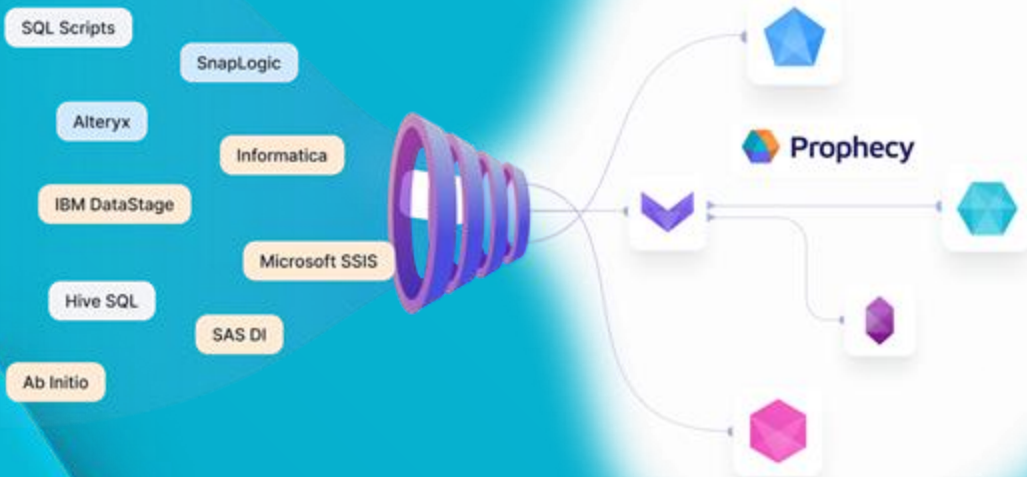 SQL Scripts
SnapLogic
Alteryx
Informatica
IBM DataStage
Microsoft SSIS
Hive SQL
SAS DI
Ab Initio
Prophecy